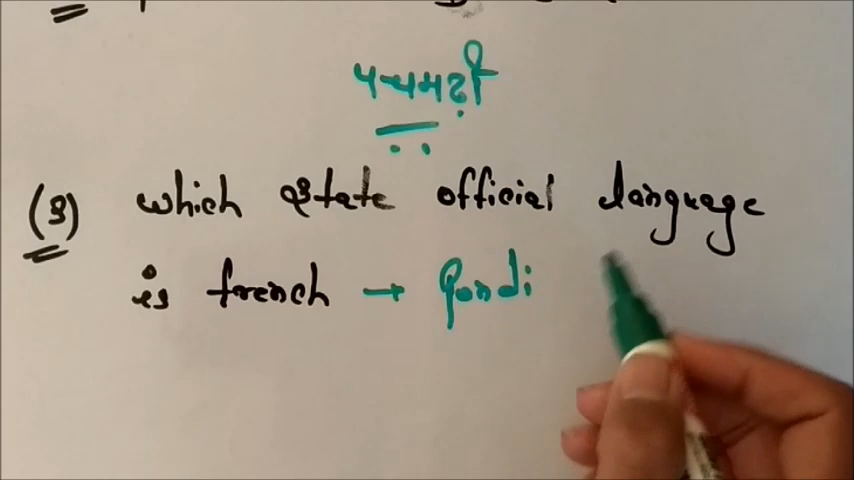 पचमढ़ी
(3) which state official language
is french → Pondi